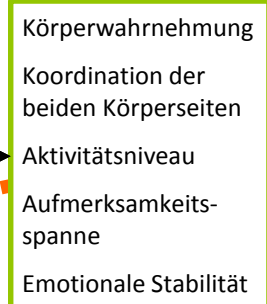 Körperwahrnehmung
Koordination der
beiden Körperseiten
Aktivitätsniveau
Aufmerksamkeits-
spanne
Emotionale Stabilität